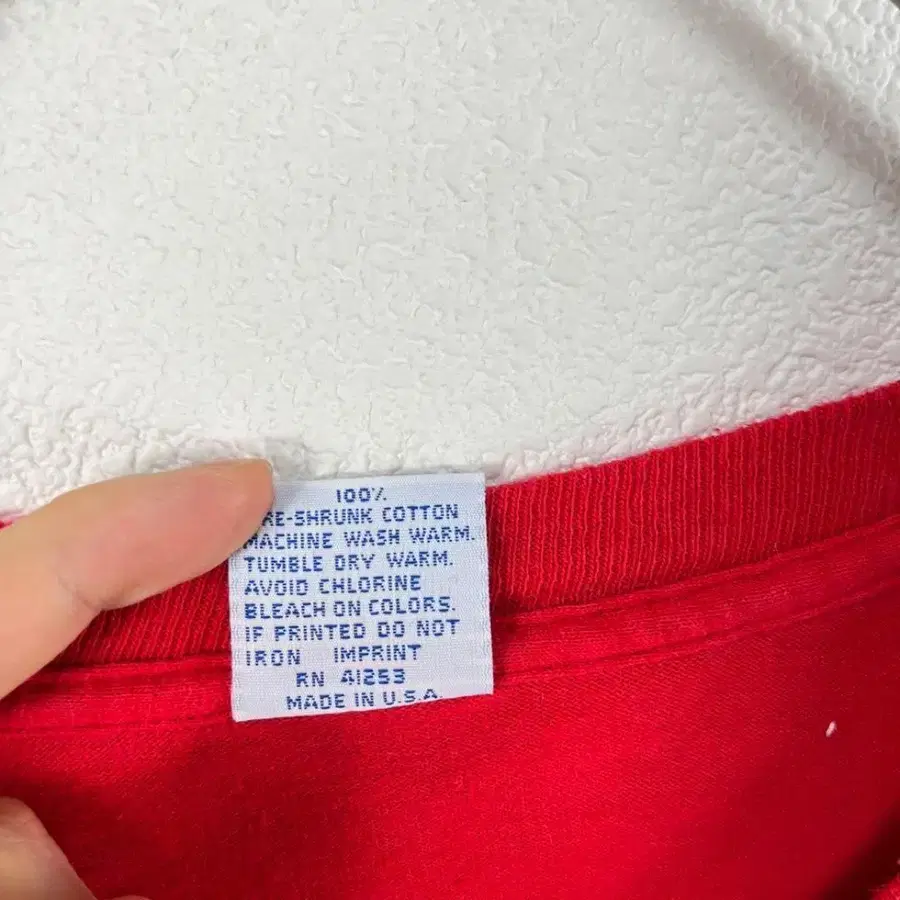 100%
RE-SHRUNK COTTON
MACHINE WASH WARM.
TUMBLE DRY WARM.
AVOID CHLORINE
BLEACH ON COLORS.
IF PRINTED DO NOT
IRON IMPRINT
RN 41253
MADE IN U.S.A.